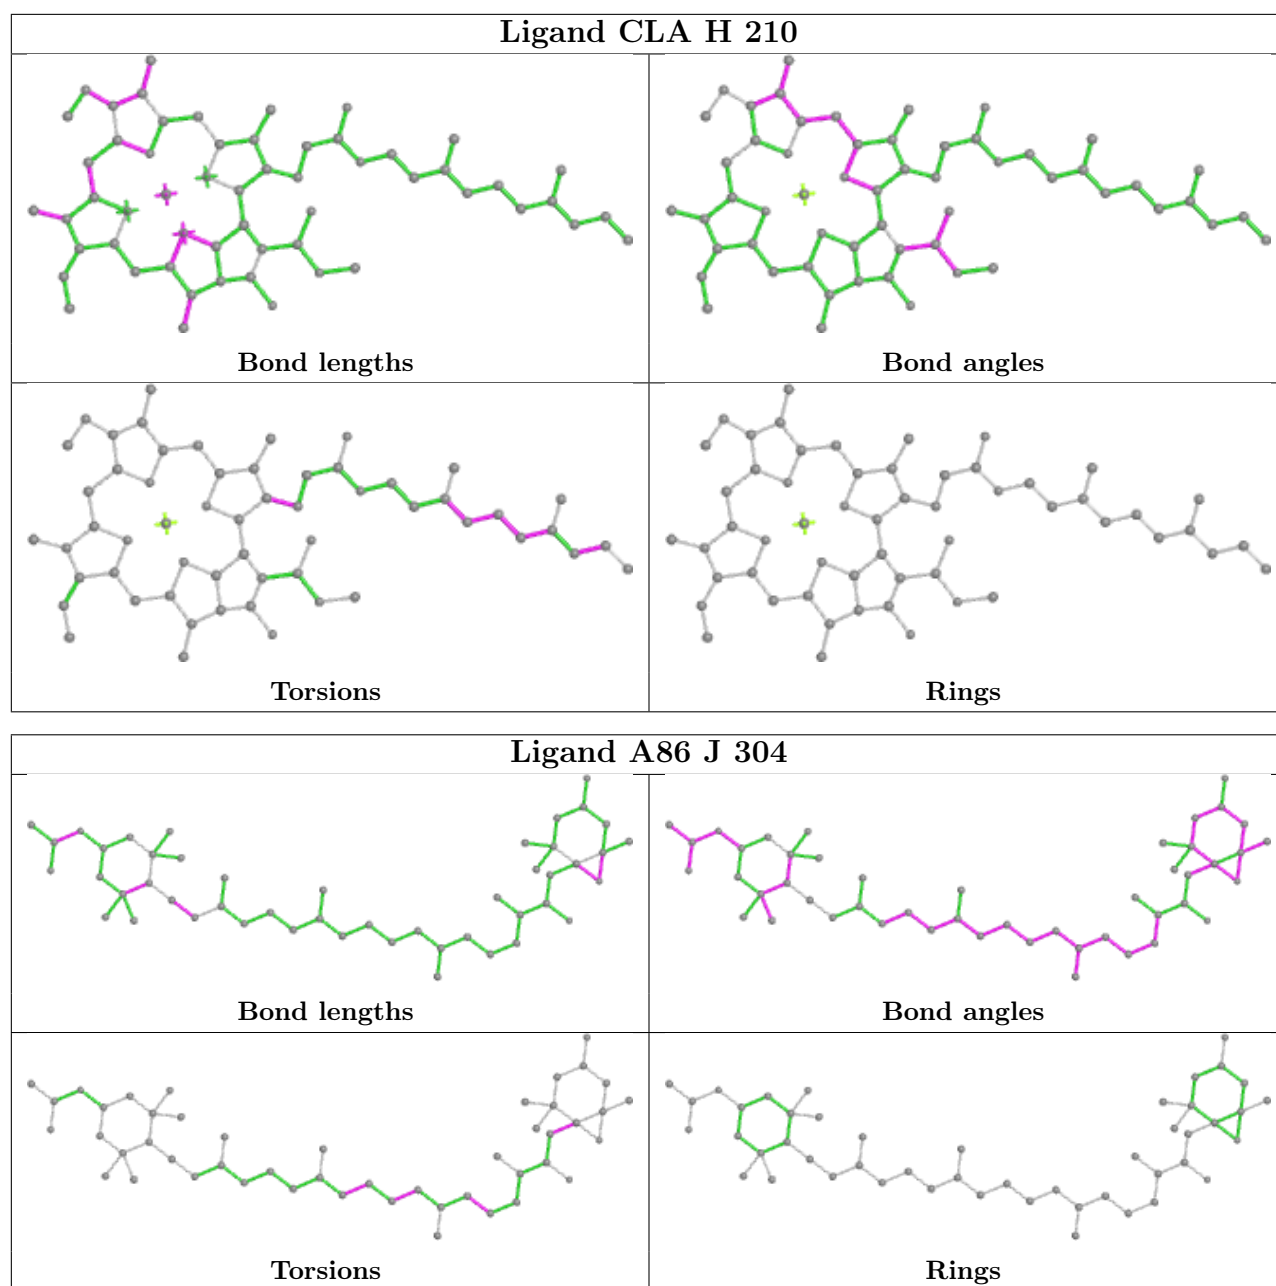 Ligand CLA H 210
Bond lengths
Bond angles
Torsions
Rings
Ligand A86 J 304
Bond lengths
Bond angles
Torsions
Rings